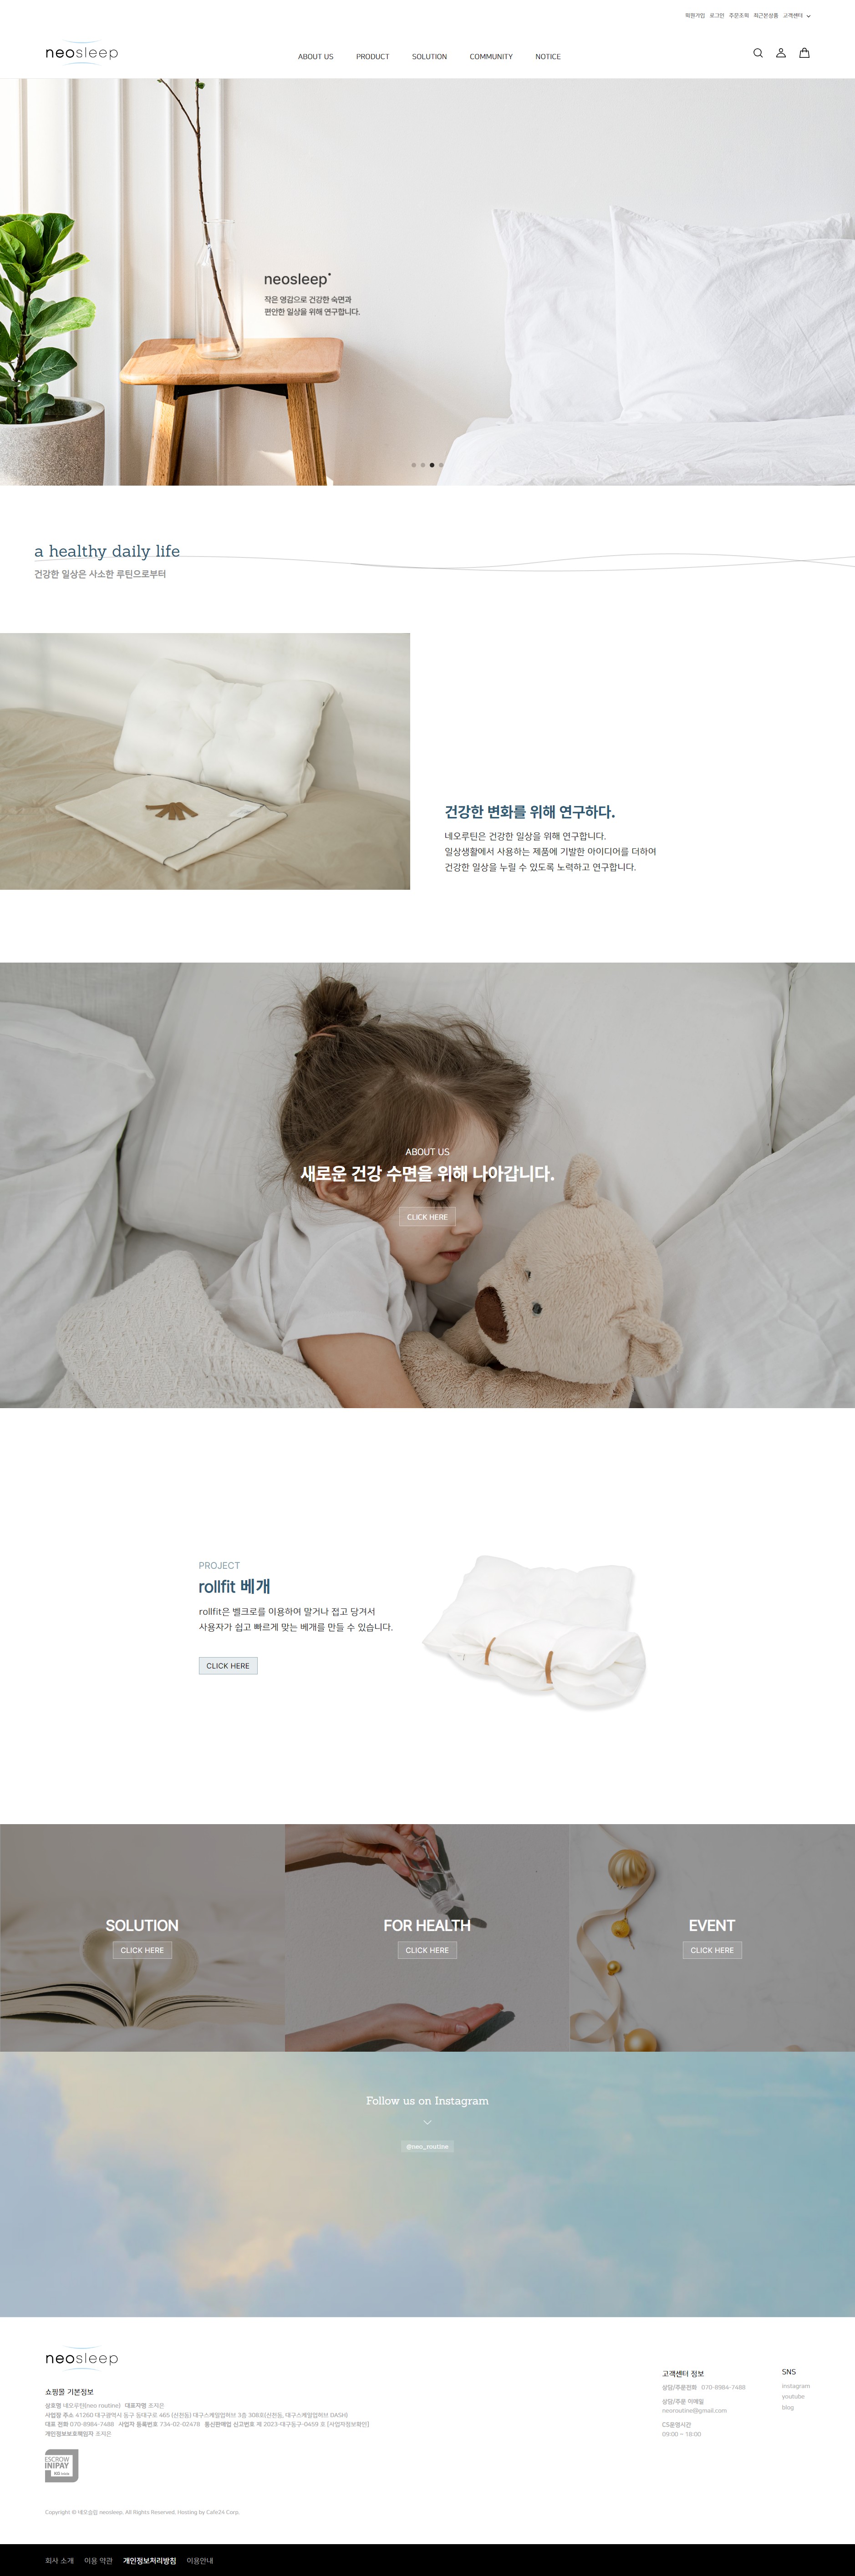 회원가입 로그인 주문조회 최근본상품 고객센터
neosleep
ABOUT US PRODUCT SOLUTION COMMUNITY NOTICE
neosleep
작은 영감으로 건강한 숙면과
편안한 일상을 위해 연구합니다.
a healthy daily life
건강한 일상은 사소한 루틴으로부터
건강한 변화를 위해 연구하다.
네오루틴은 건강한 일상을 위해 연구합니다.
일상생활에서 사용하는 제품에 기발한 아이디어를 더하여
건강한 일상을 누릴 수 있도록 노력하고 연구합니다.
ABOUT US
새로운 건강 수면을 위해 나아갑니다.
CLICK HERE
PROJECT
rollfit 베개
rollfit은 벨크로를 이용하여 말거나 접고 당겨서
사용자가 쉽고 빠르게 맞는 베개를 만들 수 있습니다.
CLICK HERE
SOLUTION
CLICK HERE
FOR HEALTH
CLICK HERE
EVENT
CLICK HERE
Follow us on Instagram
@neo_routine
neosleep
쇼핑몰 기본정보
상호명 네오루틴(neo routine) 대표자명 조지은
사업장 주소 41260 대구광역시 동구 동대구로 465 (신천동) 대구스케일업허브 3층 308호(신천동, 대구스케일업허브 DASH)
대표 전화 070-8984-7488 사업자 등록번호 734-02-02478 통신판매업 신고번호 제 2023-대구동구-0459 호 [사업자정보확인]
개인정보보호책임자 조지은
ESCROW
INIPAY
KG
Copyright © 네오슬립 neosleep. All Rights Reserved. Hosting by Cafe24 Corp.
고객센터 정보
상담/주문전화 070-8984-7488
상담/주문 이메일
neoroutine@gmail.com
CS운영시간
09:00 ~ 18:00
SNS
instagram
youtube
blog
회사 소개 이용 약관 개인정보처리방침 이용안내